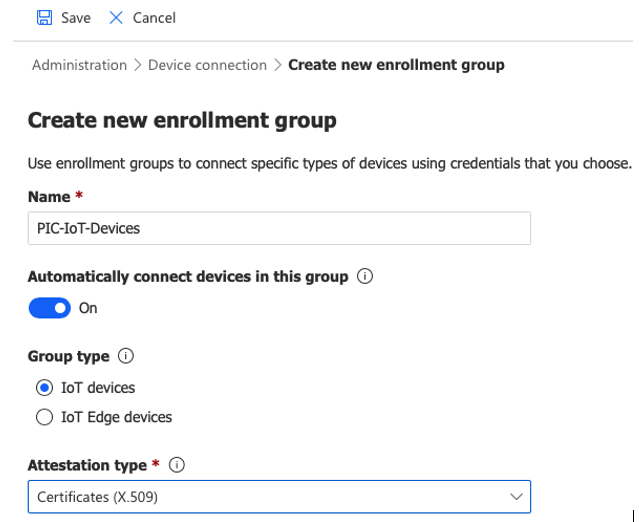 Save Cancel
Administration > Device connection > Create new enrollment group
Create new enrollment group
Use enrollment groups to connect specific types of devices using credentials that you choose.
Name *
PIC-IoT-Devices
Automatically connect devices in this group
On
Group type
IoT devices
IoT Edge devices
Attestation type *
Certificates (X.509)